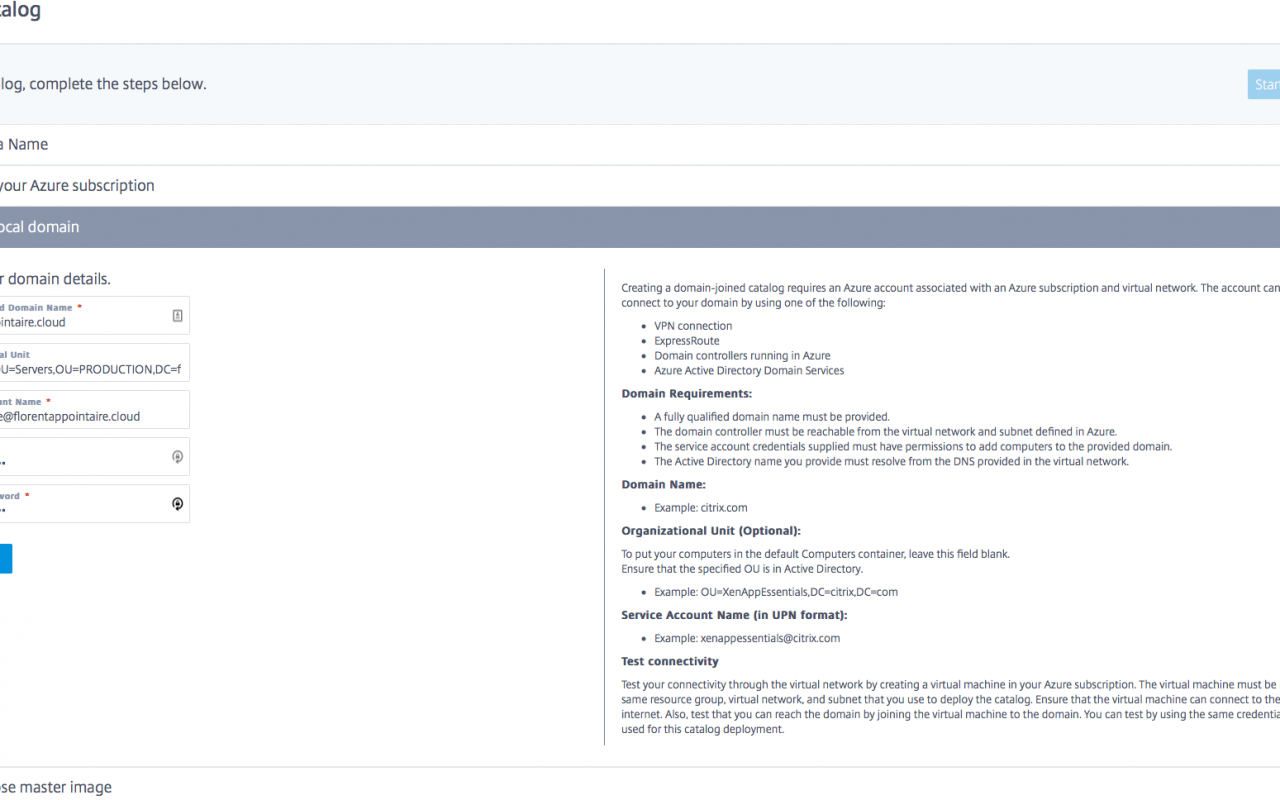 talog
log, complete the steps below.
Star
a Name
your Azure subscription
ocal domain
r domain details.
d Domain Name *
intaire.cloud
al Unit
OU=Servers,OU=PRODUCTION,DC=f
unt Name *
e@florentappointaire.cloud
word *
Creating a domain-joined catalog requires an Azure account associated with an Azure subscription and virtual network. The account can
connect to your domain by using one of the following:
• VPN connection
• ExpressRoute
• Domain controllers running in Azure
• Azure Active Directory Domain Services
Domain Requirements:
• A fully qualified domain name must be provided.
• The domain controller must be reachable from the virtual network and subnet defined in Azure.
• The service account credentials supplied must have permissions to add computers to the provided domain.
• The Active Directory name you provide must resolve from the DNS provided in the virtual network.
Domain Name:
• Example: citrix.com
Organizational Unit (Optional):
To put your computers in the default Computers container, leave this field blank.
Ensure that the specified OU is in Active Directory.
• Example: OU=XenAppEssentials,DC=citrix,DC=com
Service Account Name (in UPN format):
• Example: xenappessentials@citrix.com
Test connectivity
Test your connectivity through the virtual network by creating a virtual machine in your Azure subscription. The virtual machine must be
same resource group, virtual network, and subnet that you use to deploy the catalog. Ensure that the virtual machine can connect to the
internet. Also, test that you can reach the domain by joining the virtual machine to the domain. You can test by using the same credentia
used for this catalog deployment.
se master image